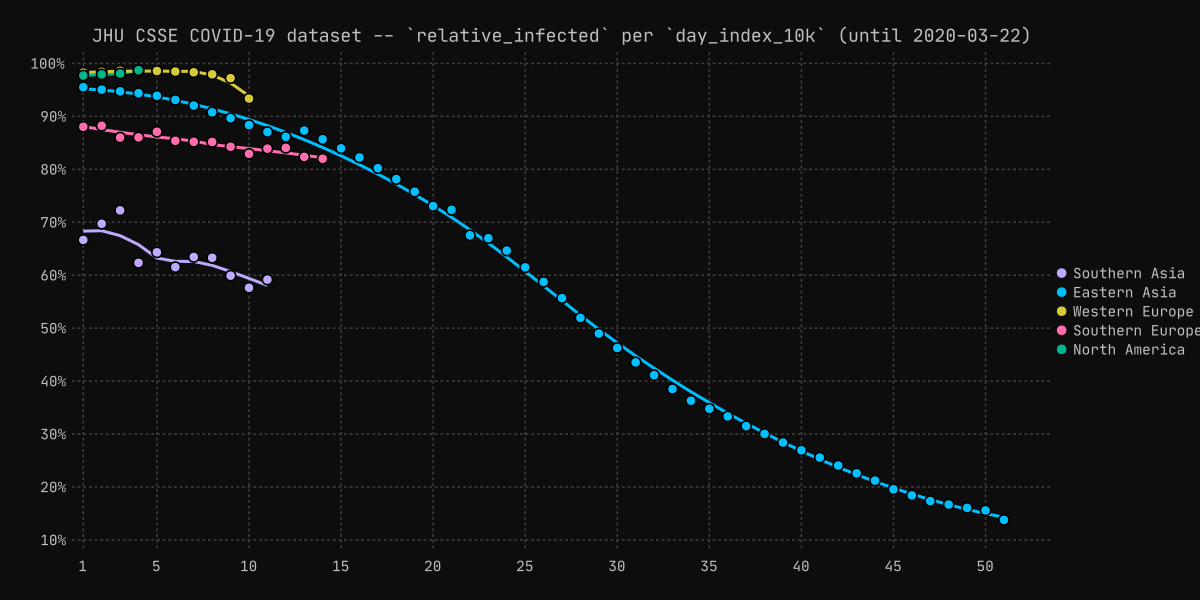 JHU CSSE COVID-19 dataset -- `relative_infected` per `day_index_10k` (until 2020-03-22)
100%
90%
80%
70%
60%
50%
40%
30%
20%
10%
1 5 10 15 20 25 30 35 40 45 50
Southern Asia
Eastern Asia
Western Europe
Southern Europe
North America